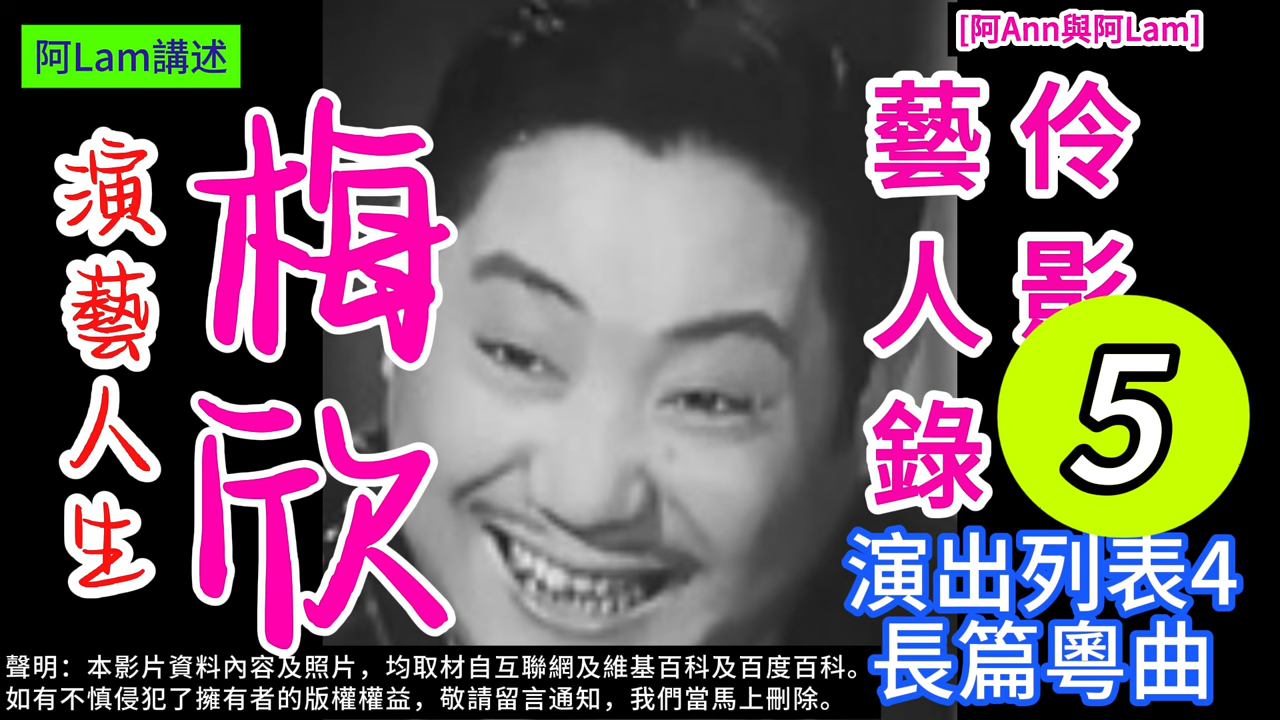 阿Lam講述
[阿Ann與阿Lam]
伶影
藝人錄
梅欣
演藝人生
5
演出列表4
長篇粵曲
聲明：本影片資料內容及照片，均取材自互聯網及維基百科及百度百科。
如有不慎侵犯了擁有者的版權權益，敬請留言通知，我們當馬上刪除。